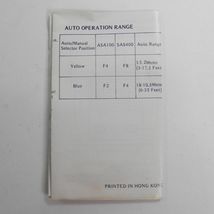 AUTO OPERATION RANGE
Auto/Manual Selector Position ASA100 ASA400 Auto Range
Yellow F4 F8
Blue F2 F4
PRINTED IN HONG KONG